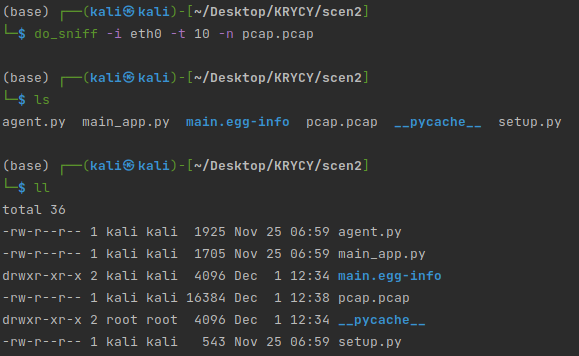 (base) ┌──(kali㉿kali)-[~/Desktop/KRYCY/scen2]
└─$ do_sniff -i eth0 -t 10 -n pcap.pcap
(base) ┌──(kali㉿kali)-[~/Desktop/KRYCY/scen2]
└─$ ls
agent.py  main_app.py  main.egg-info  pcap.pcap  __pycache__  setup.py
(base) ┌──(kali㉿kali)-[~/Desktop/KRYCY/scen2]
└─$ ll
total 36
-rw-r--r-- 1 kali kali  1925 Nov 25 06:59 agent.py
-rw-r--r-- 1 kali kali  1705 Nov 25 06:59 main_app.py
drwxr-xr-x 2 kali kali  4096 Dec  1 12:34 main.egg-info
-rw-r--r-- 1 kali kali 16384 Dec  1 12:38 pcap.pcap
drwxr-xr-x 2 root root  4096 Dec  1 12:34 __pycache__
-rw-r--r-- 1 kali kali   543 Nov 25 06:59 setup.py